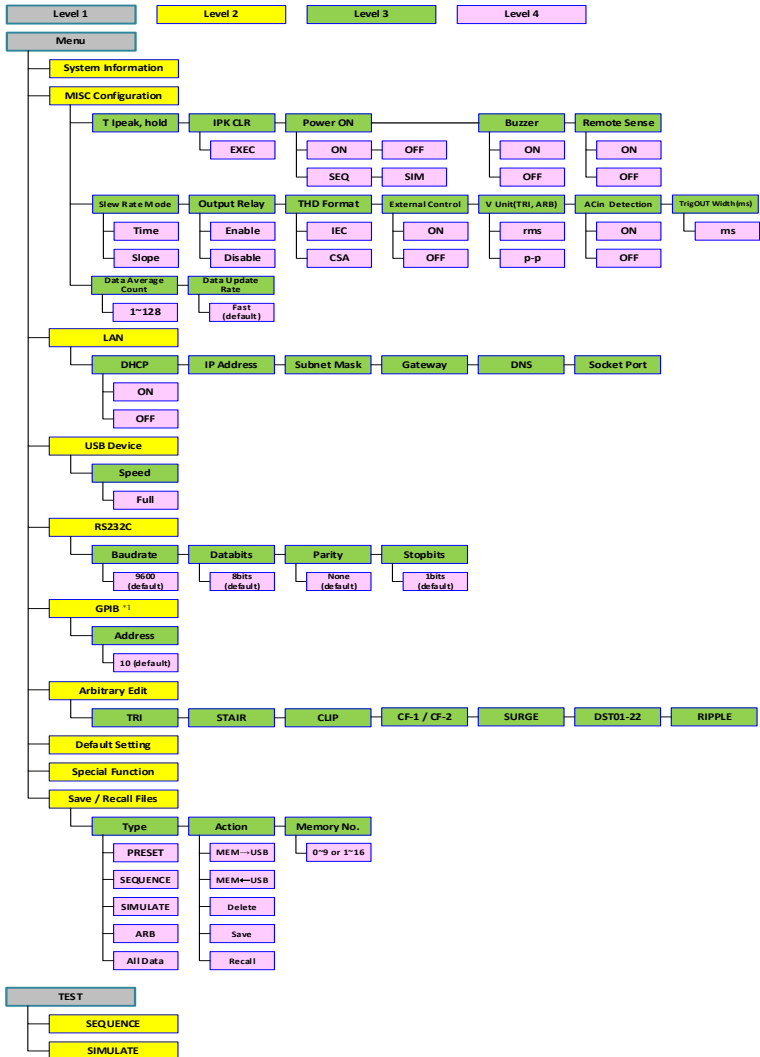 Level 1 Level 2 Level 3 Level 4
Menu
System Information
MISC Configuration
T Ipeak, hold IPK CLR Power ON Buzzer Remote Sense
EXEC ON OFF ON ON
SEQ SIM OFF OFF
Slew Rate Mode Output Relay THD Format External Control V Unit(TRI, ARB) ACin Detection TrigOUT Width(ms)
Time Enable IEC ON rms ON ms
Slope Disable CSA OFF p-p OFF
Data Average Count Data Update Rate
1~128 Fast (default)
LAN
DHCP IP Address Subnet Mask Gateway DNS Socket Port
ON
OFF
USB Device
Speed
Full
RS232C
Baudrate Databits Parity Stopbits
9600 (default) 8bits (default) None (default) 1bits (default)
GPIB *1
Address
10 (default)
Arbitrary Edit
TRI STAIR CLIP CF-1 / CF-2 SURGE DST01-22 RIPPLE
Default Setting
Special Function
Save / Recall Files
Type Action Memory No.
PRESET MEM→USB 0~9 or 1~16
SEQUENCE MEM←USB
SIMULATE Delete
ARB Save
All Data Recall
TEST
SEQUENCE
SIMULATE